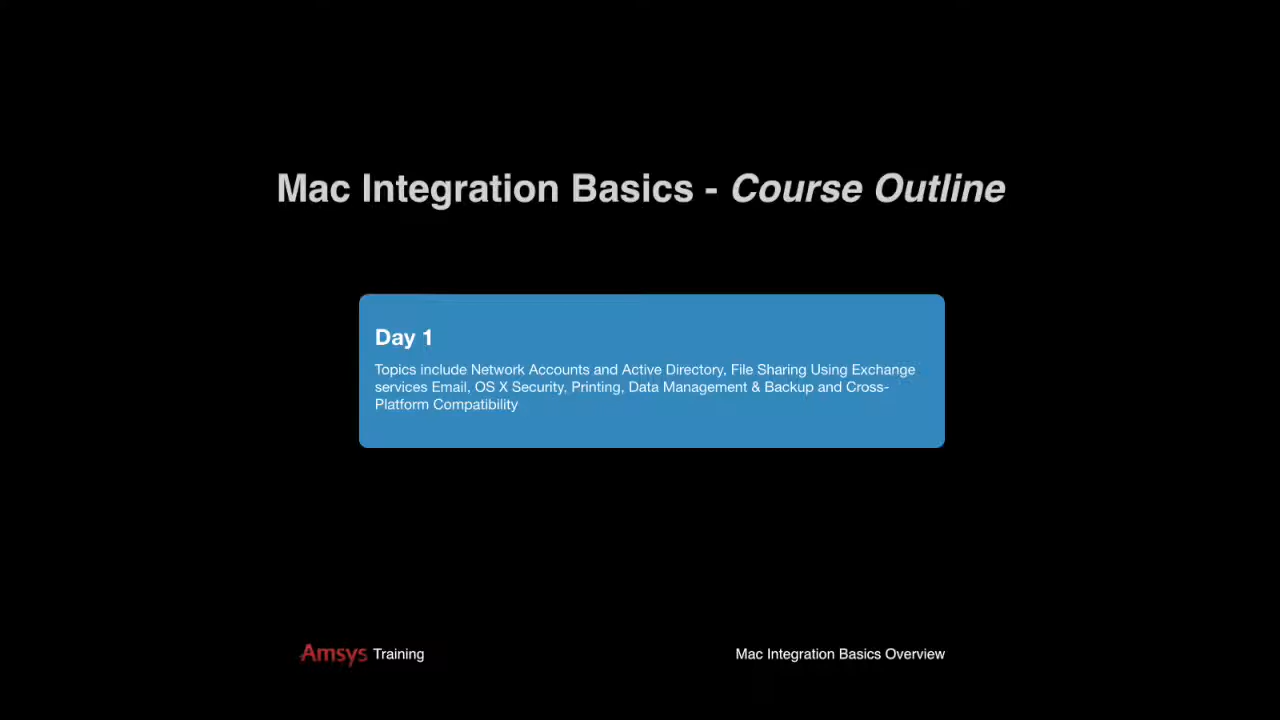 Mac Integration Basics - Course Outline
Day 1
Topics include Network Accounts and Active Directory, File Sharing Using Exchange
services Email, OS X Security, Printing, Data Management & Backup and Cross-
Platform Compatibility
Amsys Training
Mac Integration Basics Overview